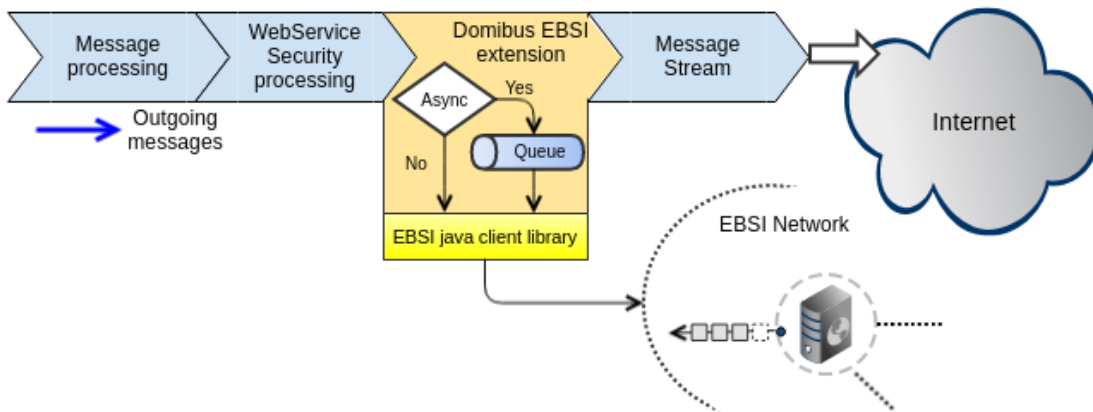 Message
processing
WebService
Security
processing
Domibus EBSI
extension
Message
Stream
Async
Yes
No
Queue
Outgoing
messages
Internet
EBSI java client library
EBSI Network